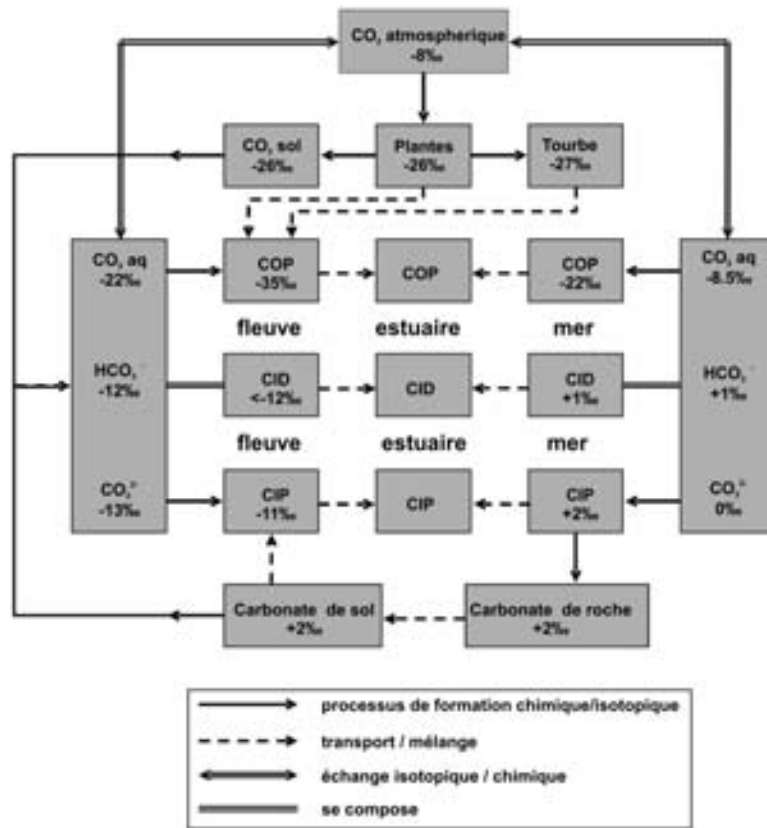 CO₂ atmospherique
-8‰
CO₂ sol
-26‰
Plantes
-26‰
Tourbe
-27‰
CO₂ aq
-22‰
COP
-35‰
COP
COP
-22‰
CO₂ aq
-8.5‰
fleuve
estuaire
mer
HCO₃⁻
-12‰
CID
<-12‰
CID
CID
+1‰
HCO₃⁻
+1‰
fleuve
estuaire
mer
CO₃²⁻
-13‰
CIP
-11‰
CIP
CIP
+2‰
CO₃²⁻
0‰
Carbonate de sol
+2‰
Carbonate de roche
+2‰
processus de formation chimique/isotopique
transport / mélange
échange isotopique / chimique
se compose